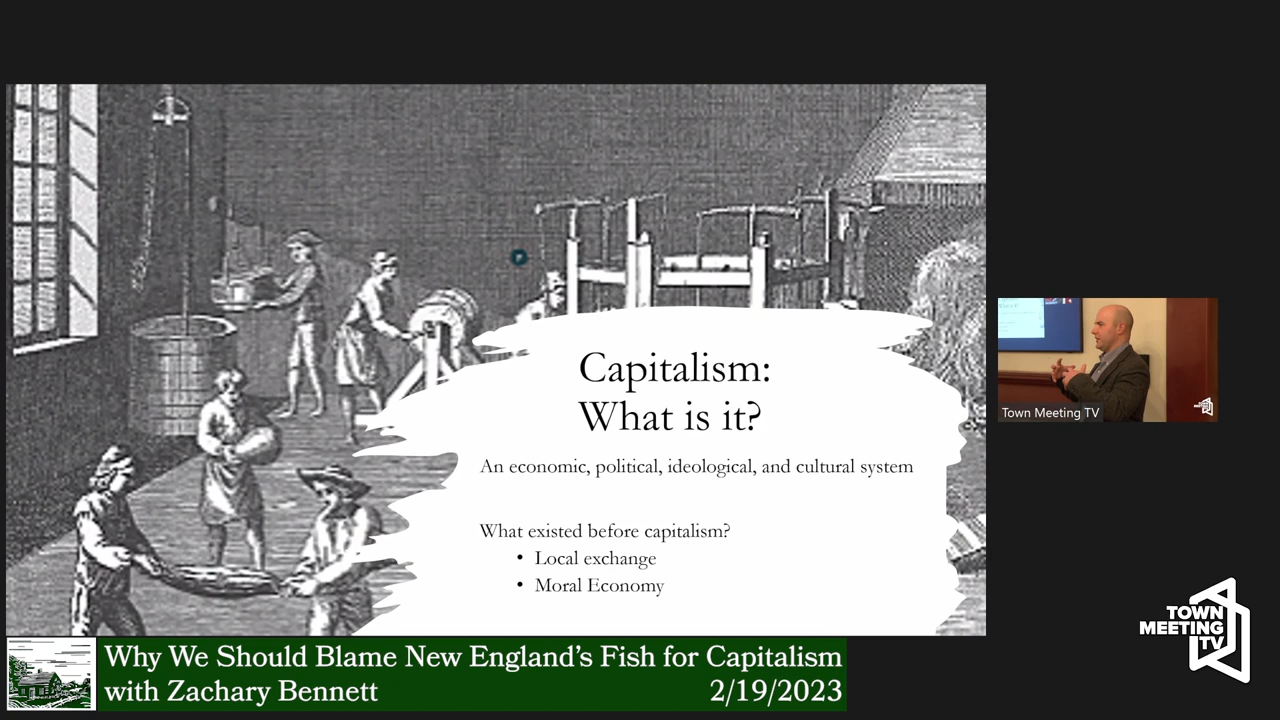 Capitalism:
What is it?
An economic, political, ideological, and cultural system
What existed before capitalism?
• Local exchange
• Moral Economy
Town Meeting TV
TOWN
MEETING
TV
Why We Should Blame New England's Fish for Capitalism
with Zachary Bennett 2/19/2023